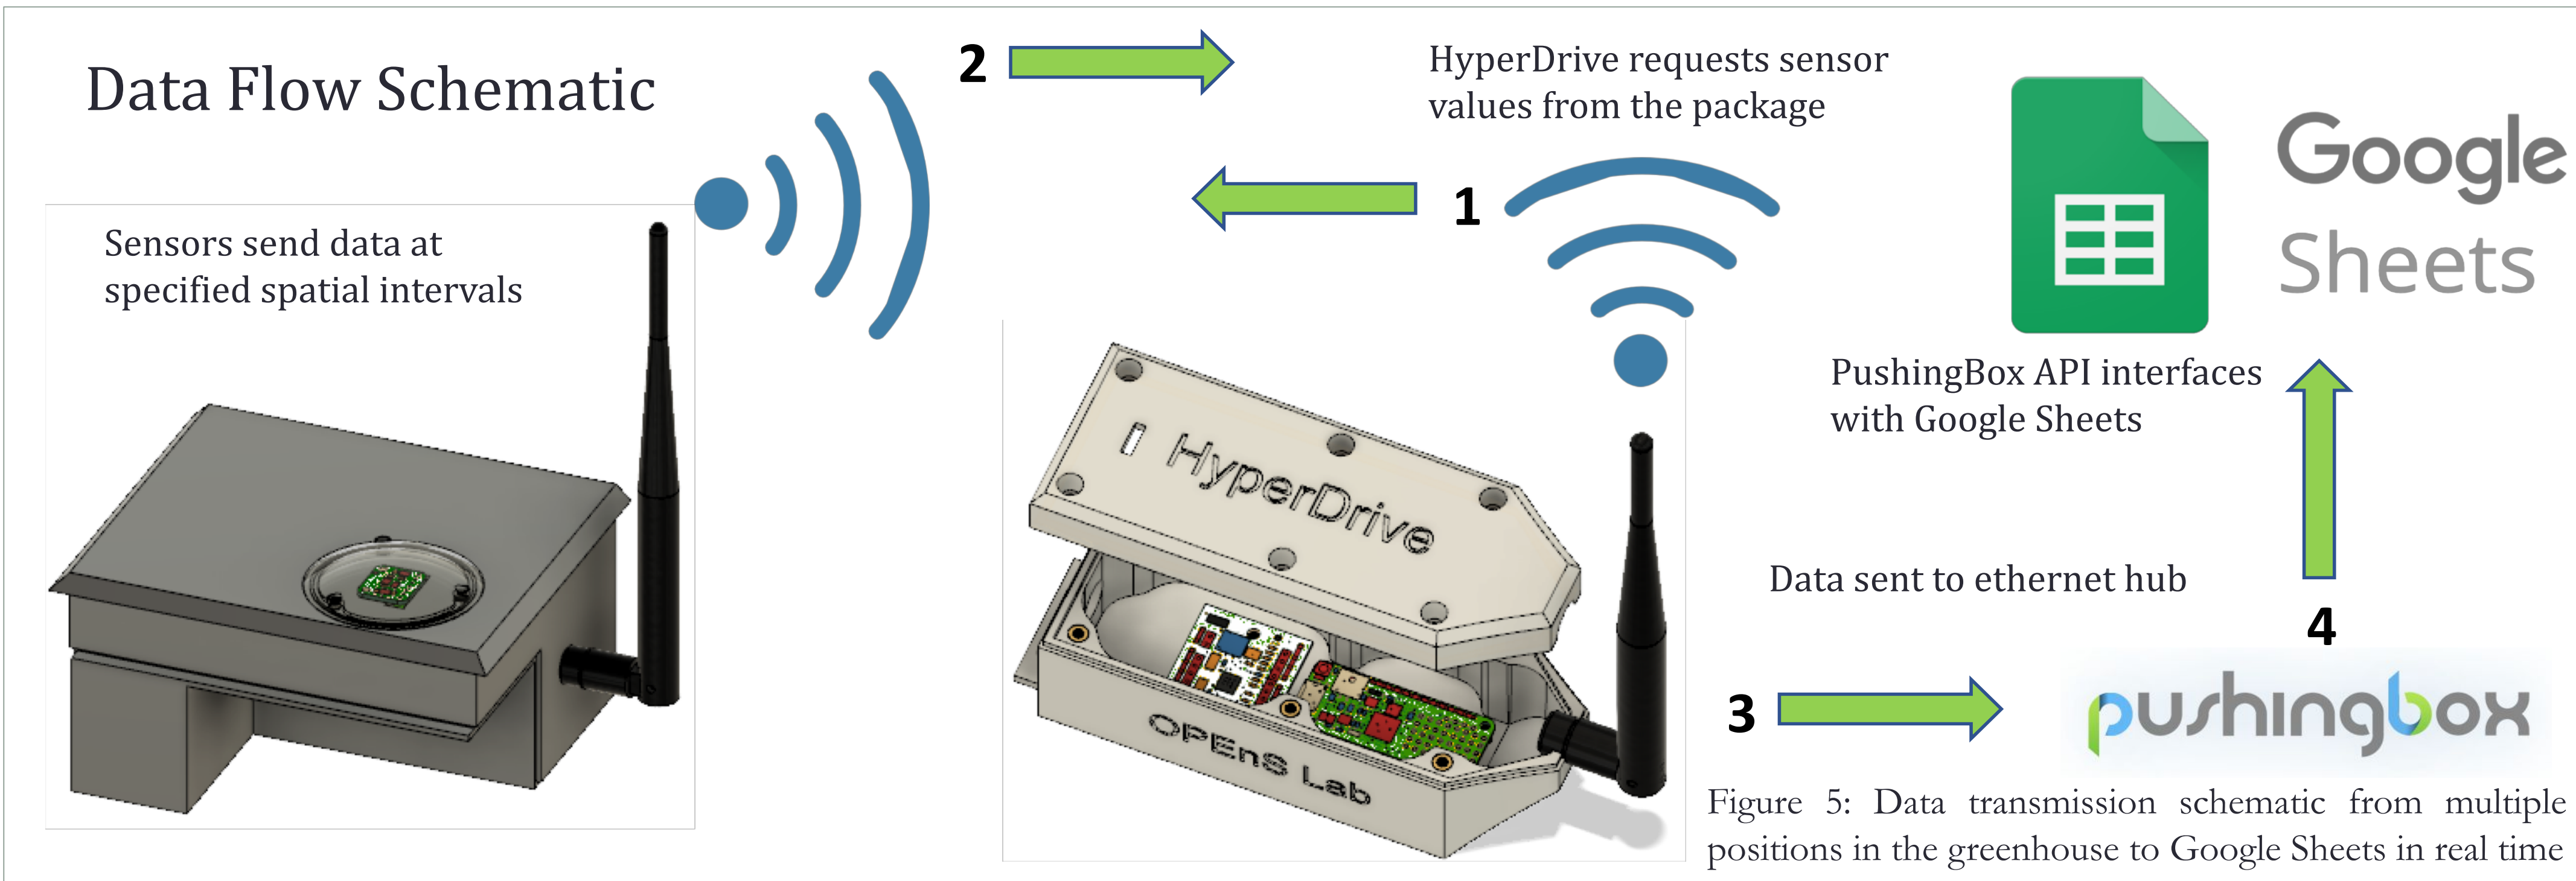 Data Flow Schematic
Sensors send data at
specified spatial intervals
2
HyperDrive requests sensor
values from the package
1
HyperDrive
OPEnS Lab
Google
Sheets
PushingBox API interfaces
with Google Sheets
Data sent to ethernet hub
4
3
pushingbox
Figure 5: Data transmission schematic from multiple
positions in the greenhouse to Google Sheets in real time